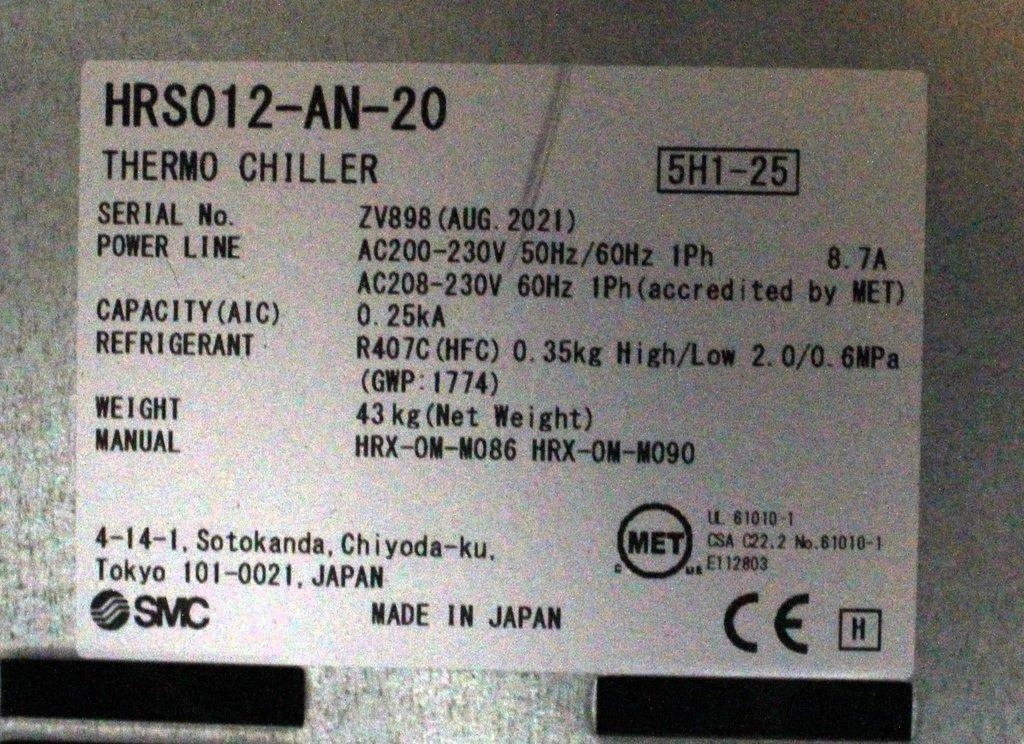 HRS012-AN-20
THERMO CHILLER
5H1-25
SERIAL No. ZV898(AUG. 2021)
POWER LINE AC200-230V 50Hz/60Hz 1Ph 8.7A
AC208-230V 60Hz 1Ph(accredited by MET)
CAPACITY(AIC) 0.25kA
REFRIGERANT R407C(HFC) 0.35kg High/Low 2.0/0.6MPa
(GWP:1774)
WEIGHT 43kg(Net Weight)
MANUAL HRX-OM-M086 HRX-OM-M090
4-14-1, Sotokanda, Chiyoda-ku,
Tokyo 101-0021, JAPAN
SMC MADE IN JAPAN
c MET us
UL 61010-1
CSA C22.2 No.61010-1
E112803
CE H